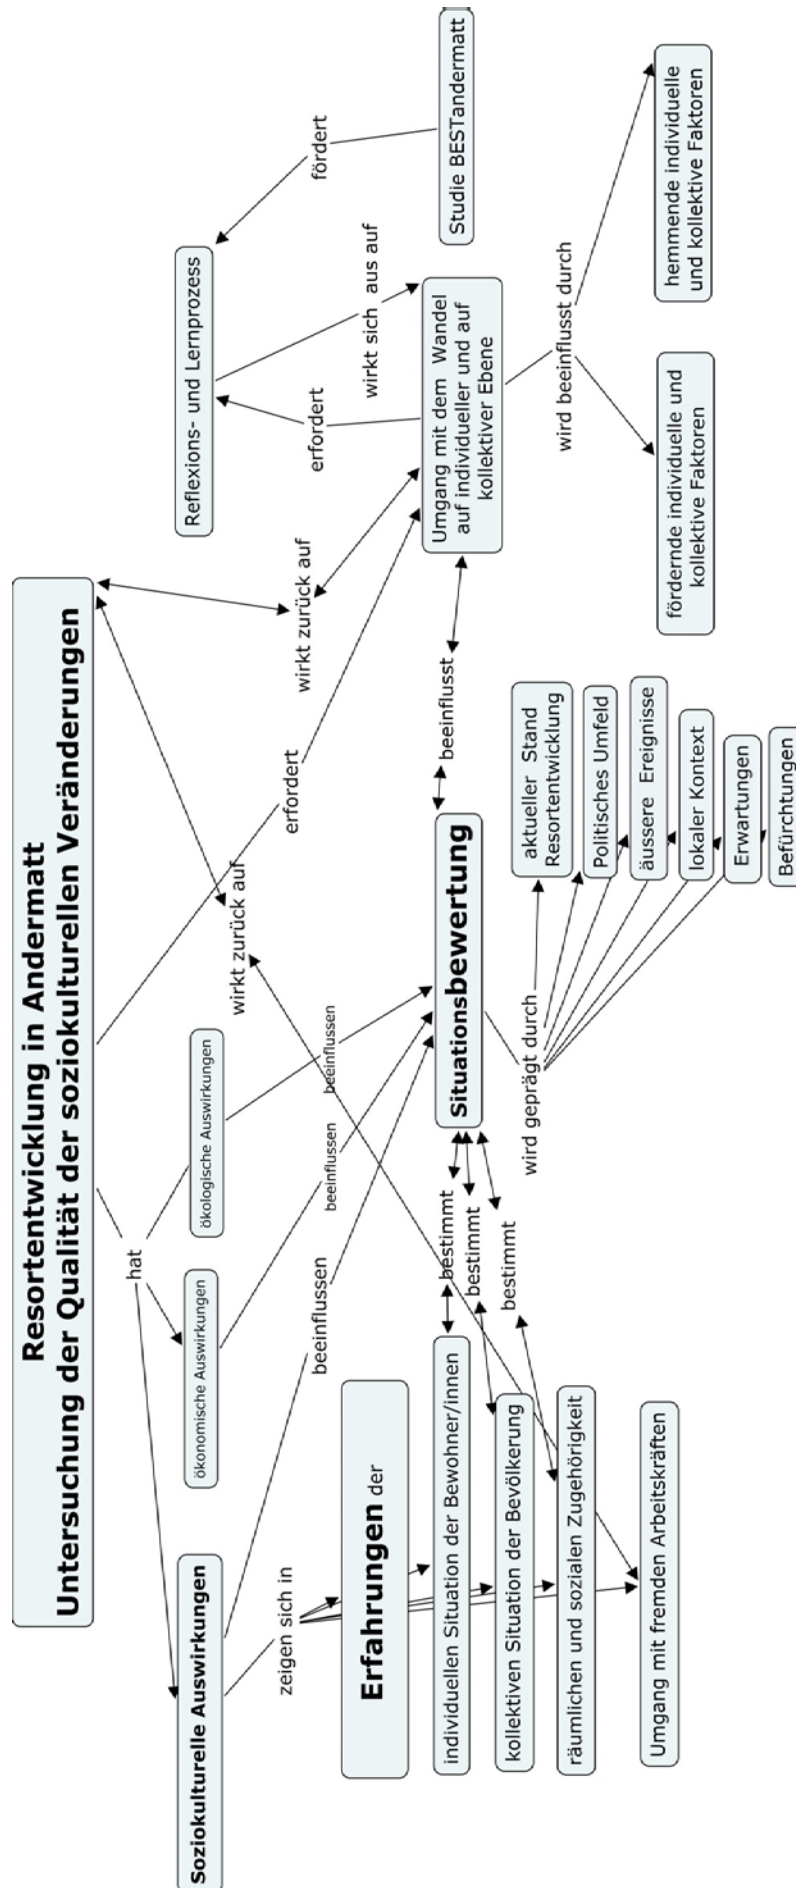 Resortentwicklung in Andermatt
Untersuchung der Qualität der soziokulturellen Veränderungen
hat
Soziokulturelle Auswirkungen
ökonomische Auswirkungen
ökologische Auswirkungen
wirkt zurück auf
erfordert
wirkt zurück auf
Reflexions- und Lernprozess
erfordert
wirkt sich aus auf
fördert
Studie BESTandermatt
zeigen sich in
beeinflussen
beeinflussen
beeinflussen
Erfahrungen der
individuellen Situation der Bewohner/innen
kollektiven Situation der Bevölkerung
räumlichen und sozialen Zugehörigkeit
Umgang mit fremden Arbeitskräften
bestimmt
bestimmt
bestimmt
Situationsbewertung
beeinflusst
Umgang mit dem Wandel
auf individueller und auf
kollektiver Ebene
wird geprägt durch
aktueller Stand
Resortentwicklung
Politisches Umfeld
äussere Ereignisse
lokaler Kontext
Erwartungen
Befürchtungen
wird beeinflusst durch
fördernde individuelle und
kollektive Faktoren
hemmende individuelle
und kollektive Faktoren